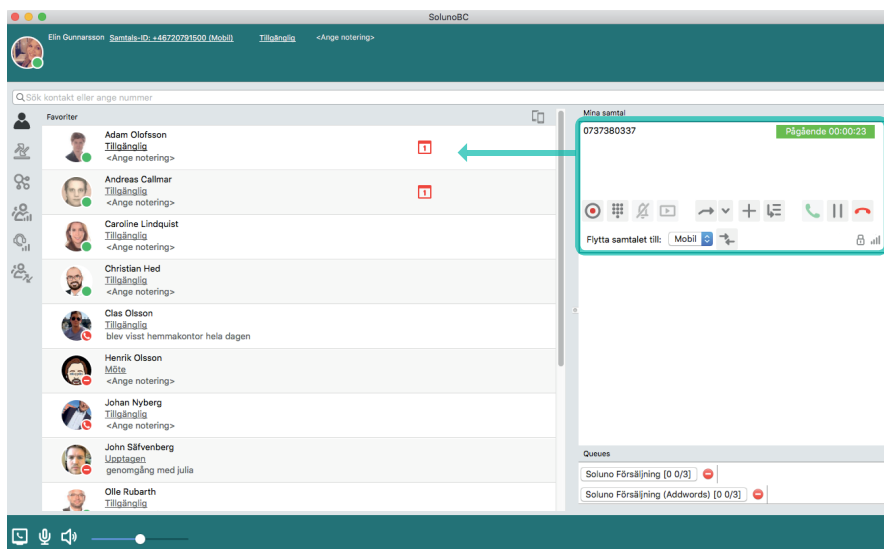 SolunoBC
Elin Gunnarsson Samtals-ID: +46720791500 (Mobil) Tillgänglig <Ange notering>
Sök kontakt eller ange nummer
Favoriter
Adam Olofsson
Tillgänglig
<Ange notering>
1
Andreas Callmar
Tillgänglig
<Ange notering>
1
Caroline Lindquist
Tillgänglig
<Ange notering>
Christian Hed
Tillgänglig
<Ange notering>
Clas Olsson
Tillgänglig
blev visst hemmakontor hela dagen
Henrik Olsson
Möte
<Ange notering>
Johan Nyberg
Tillgänglig
<Ange notering>
John Säfvenberg
Upptagen
genomgång med julia
Olle Rubarth
Tillgänglig
Mina samtal
0737380337 Pågående 00:00:23
Flytta samtalet till: Mobil
Queues
Soluno Försäljning [0 0/3]
Soluno Försäljning (Addwords) [0 0/3]